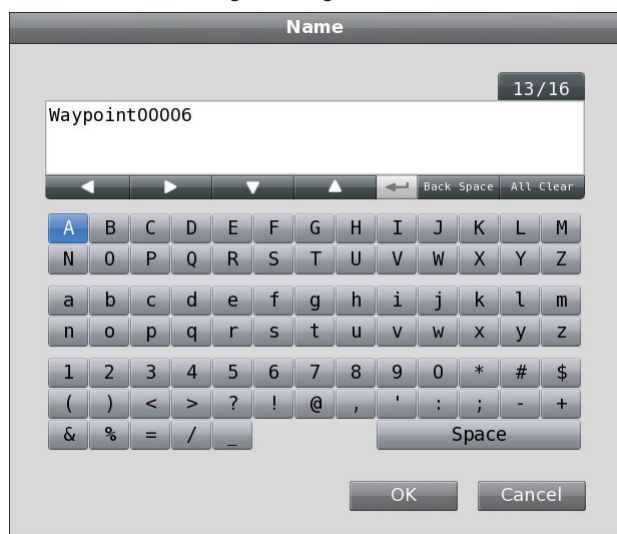 Name
13/16
Waypoint00006
Back Space All Clear
A B C D E F G H I J K L M
N O P Q R S T U V W X Y Z
a b c d e f g h i j k l m
n o p q r s t u v w x y z
1 2 3 4 5 6 7 8 9 0 * # $
( ) < > ? ! @ , ' : ; - +
& % = / _ Space
OK Cancel